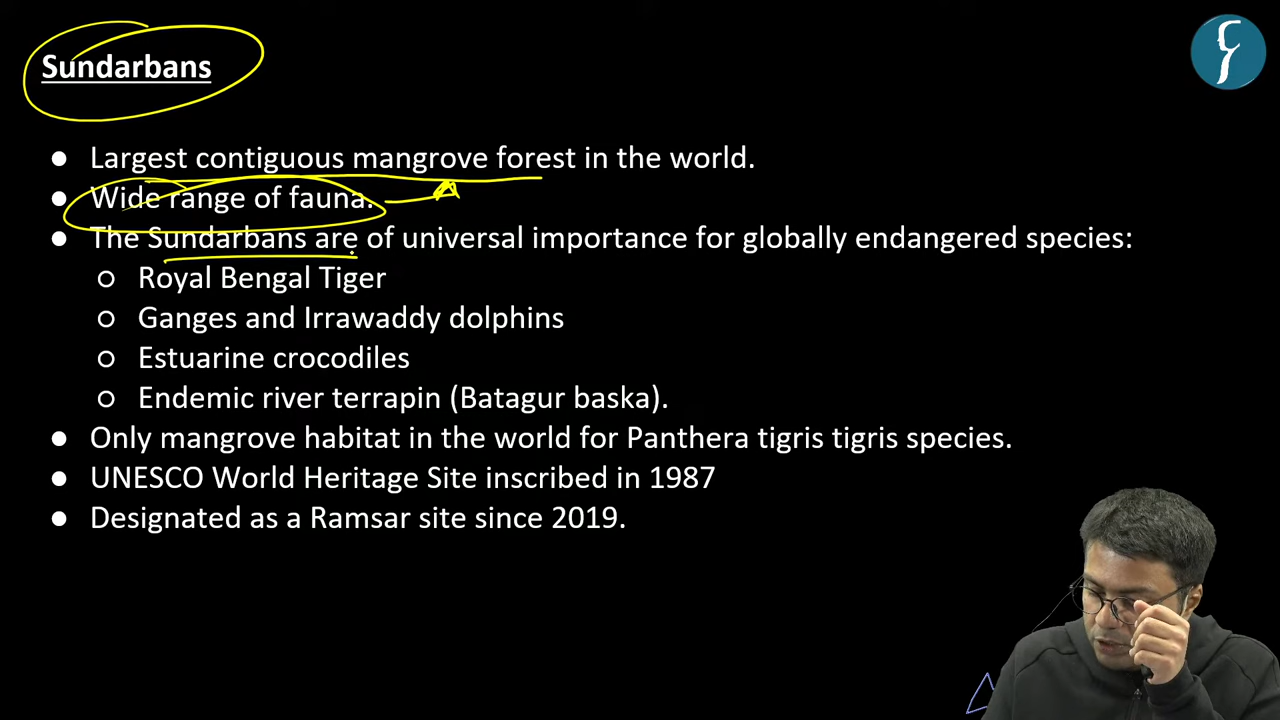 Sundarbans
● Largest contiguous mangrove forest in the world.
● Wide range of fauna.
● The Sundarbans are of universal importance for globally endangered species:
○ Royal Bengal Tiger
○ Ganges and Irrawaddy dolphins
○ Estuarine crocodiles
○ Endemic river terrapin (Batagur baska).
● Only mangrove habitat in the world for Panthera tigris tigris species.
● UNESCO World Heritage Site inscribed in 1987
● Designated as a Ramsar site since 2019.